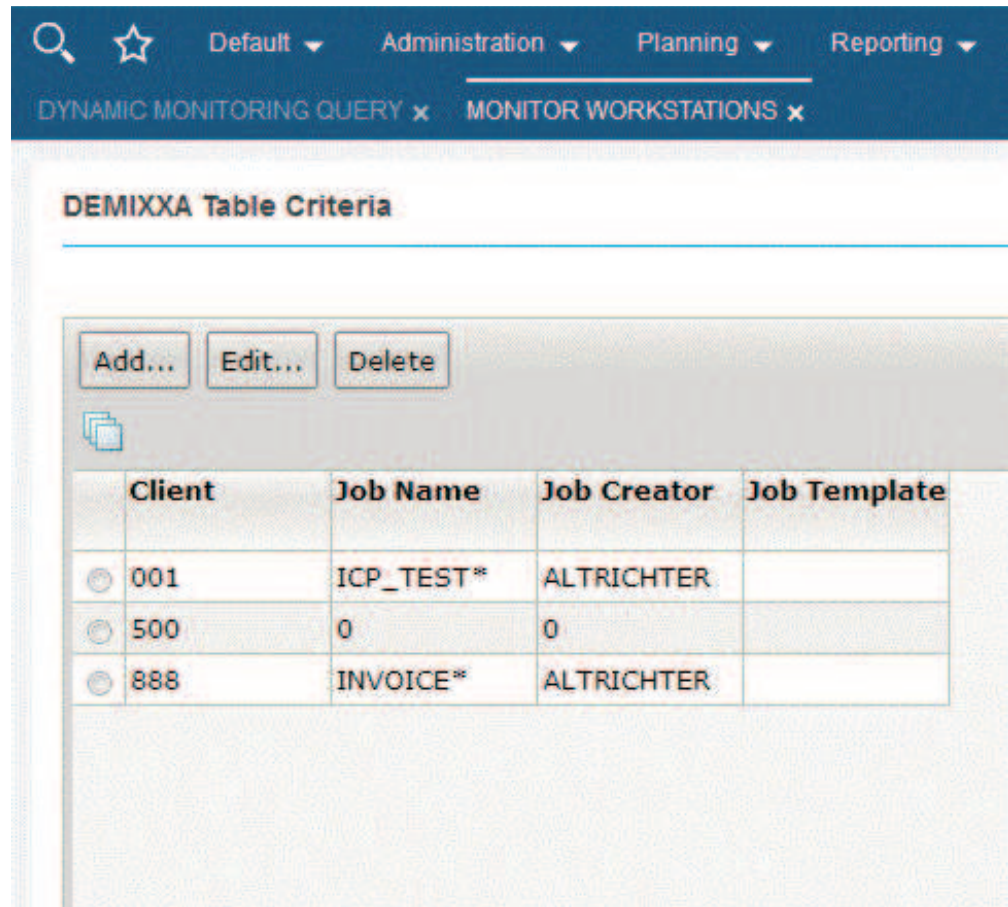 Default Administration Planning Reporting
DYNAMIC MONITORING QUERY x MONITOR WORKSTATIONS x
DEMIXXA Table Criteria
Add... Edit... Delete
Client Job Name Job Creator Job Template
001 ICP_TEST* ALTRICHTER
500 0 0
888 INVOICE* ALTRICHTER